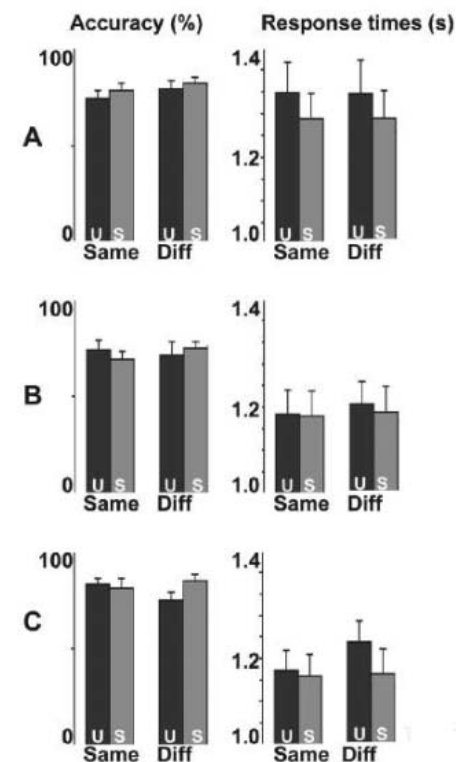 Accuracy (%) Response times (s)
100 1.4
A 1.2
0 U S U S 1.0 U S U S
Same Diff Same Diff
100 1.4
B 1.2
0 U S U S 1.0 U S U S
Same Diff Same Diff
100 1.4
C 1.2
0 U S U S 1.0 U S U S
Same Diff Same Diff